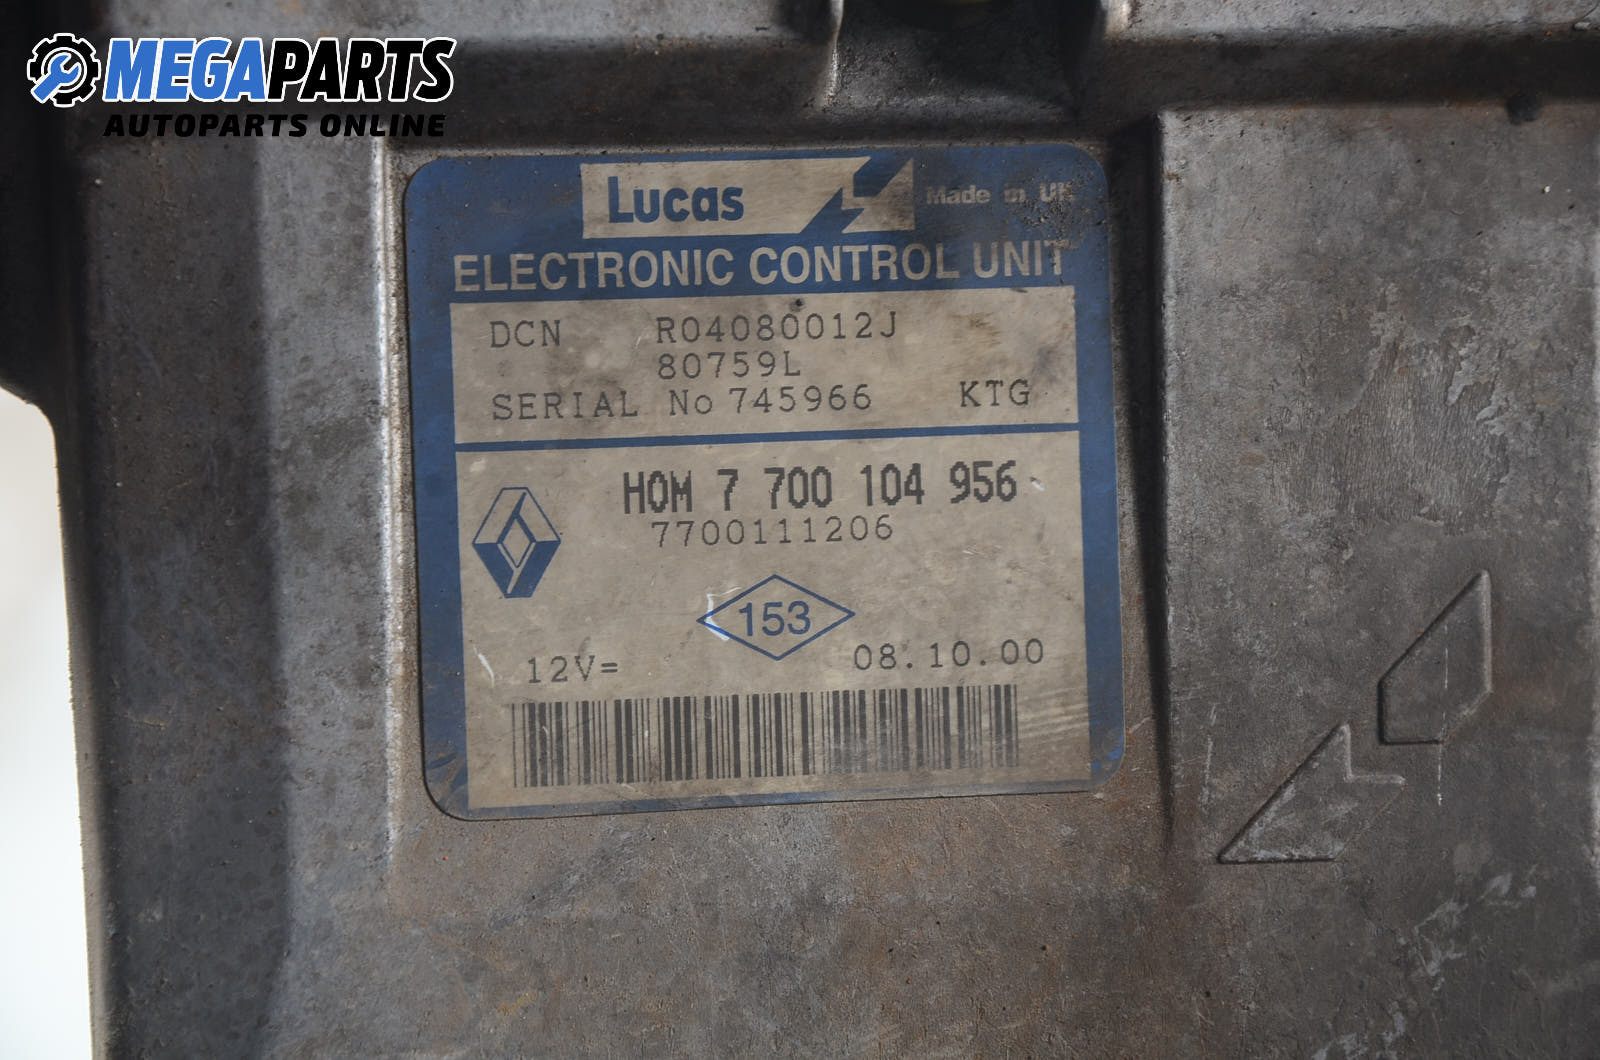 MEGAPARTS
AUTOPARTS ONLINE
Lucas
Made in UK
ELECTRONIC CONTROL UNIT
DCN R04080012J
80759L
SERIAL No 745966 KTG
HOM 7 700 104 956
7700111206
153
12V= 08.10.00